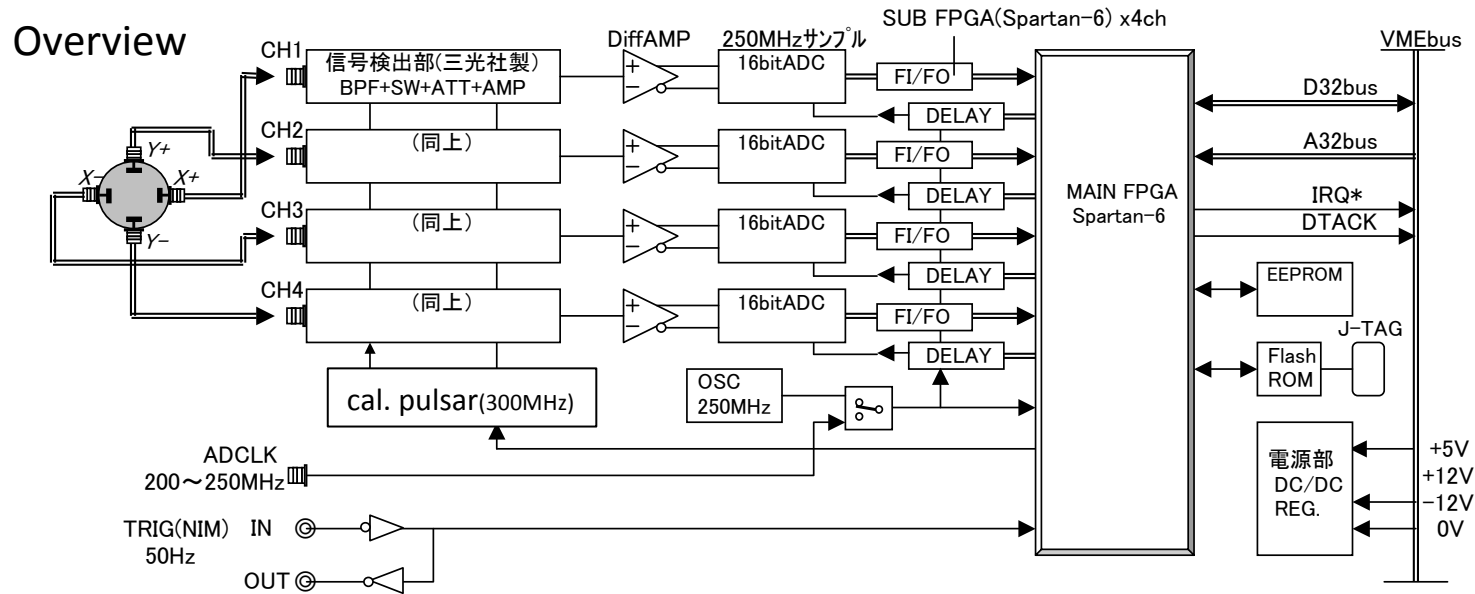 Overview
SUB FPGA(Spartan-6) x4ch
CH1
DiffAMP
250MHzサンプル
VMEbus
信号検出部(三光社製)
BPF+SW+ATT+AMP
+
−
16bitADC
FI/FO
D32bus
DELAY
CH2
(同上)
+
−
16bitADC
FI/FO
A32bus
Y+
X-
X+
Y-
DELAY
MAIN FPGA
Spartan-6
IRQ*
DTACK
CH3
(同上)
+
−
16bitADC
FI/FO
DELAY
EEPROM
CH4
(同上)
+
−
16bitADC
FI/FO
J-TAG
DELAY
Flash
ROM
cal. pulsar(300MHz)
OSC
250MHz
ADCLK
200~250MHz
電源部
DC/DC
REG.
+5V
+12V
-12V
0V
TRIG(NIM) IN
50Hz
OUT